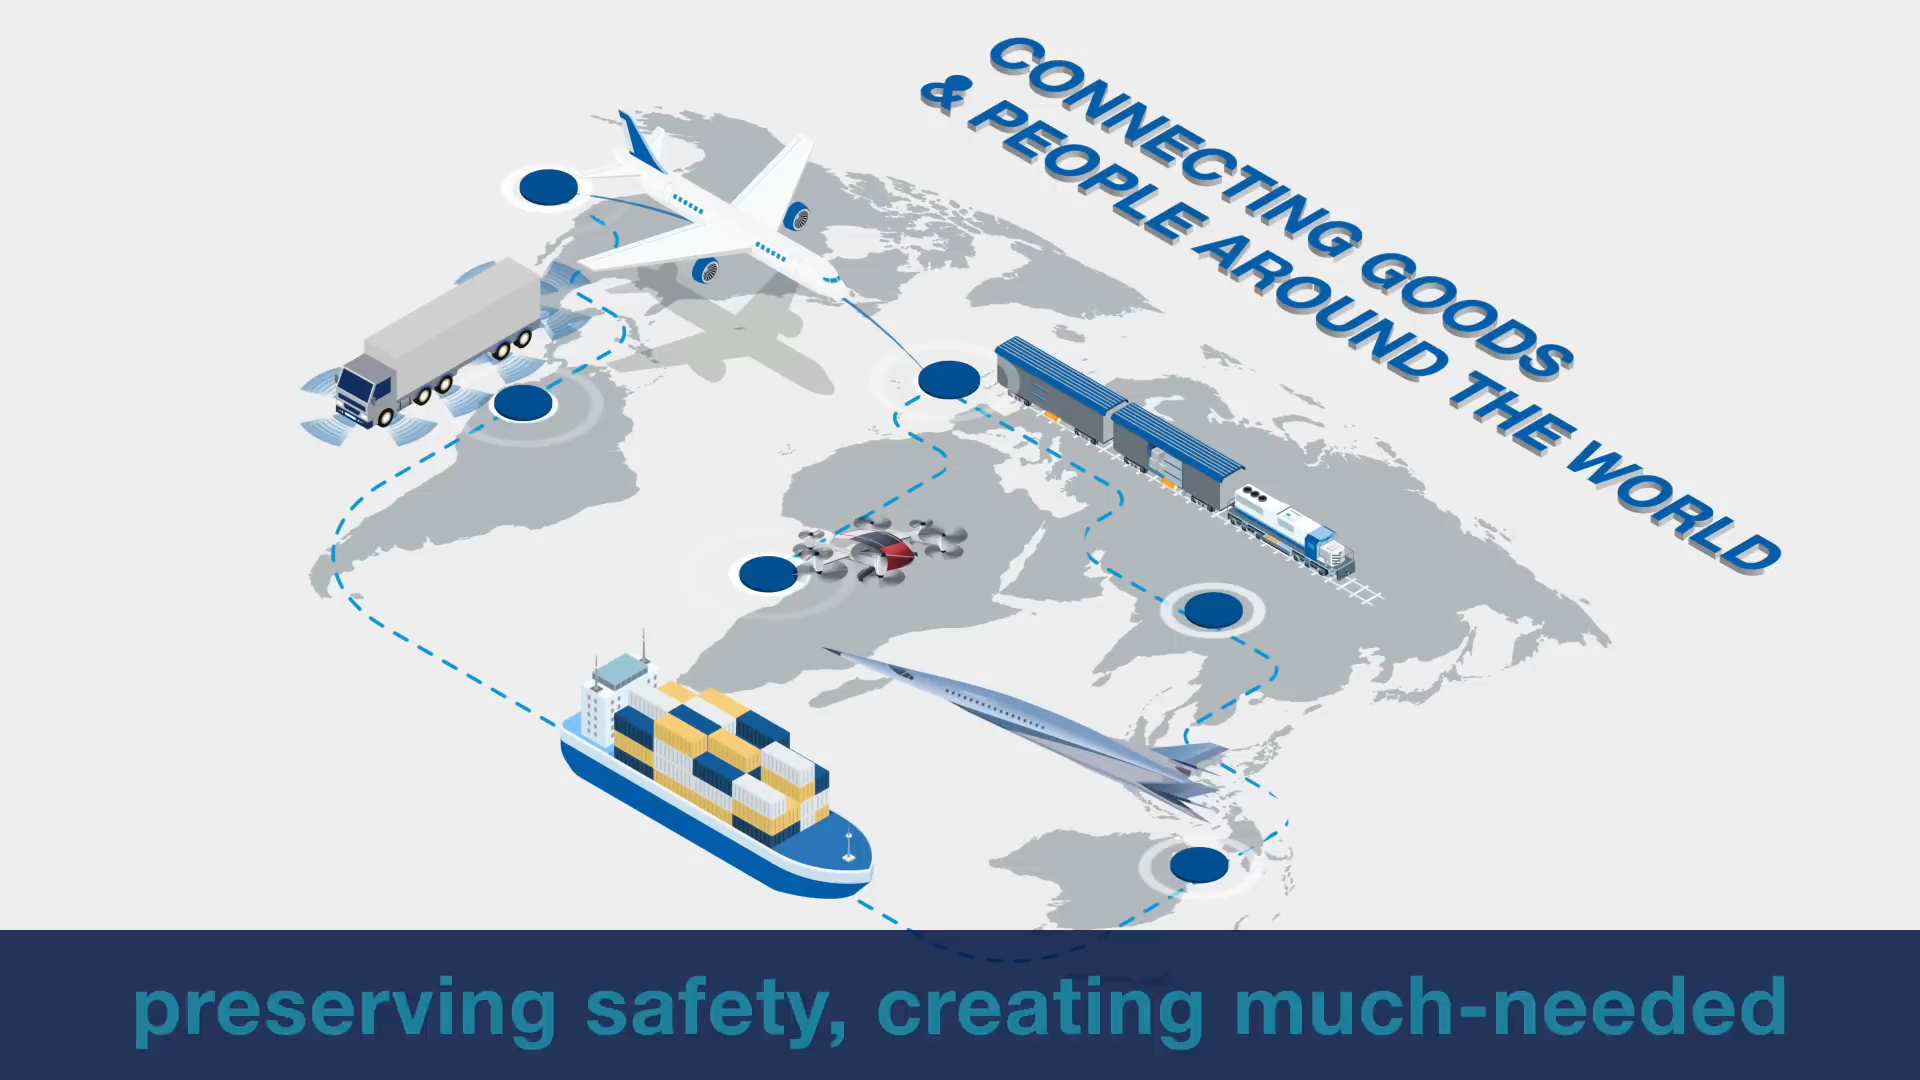 CONNECTING GOODS
& PEOPLE AROUND THE WORLD
preserving safety, creating much-needed